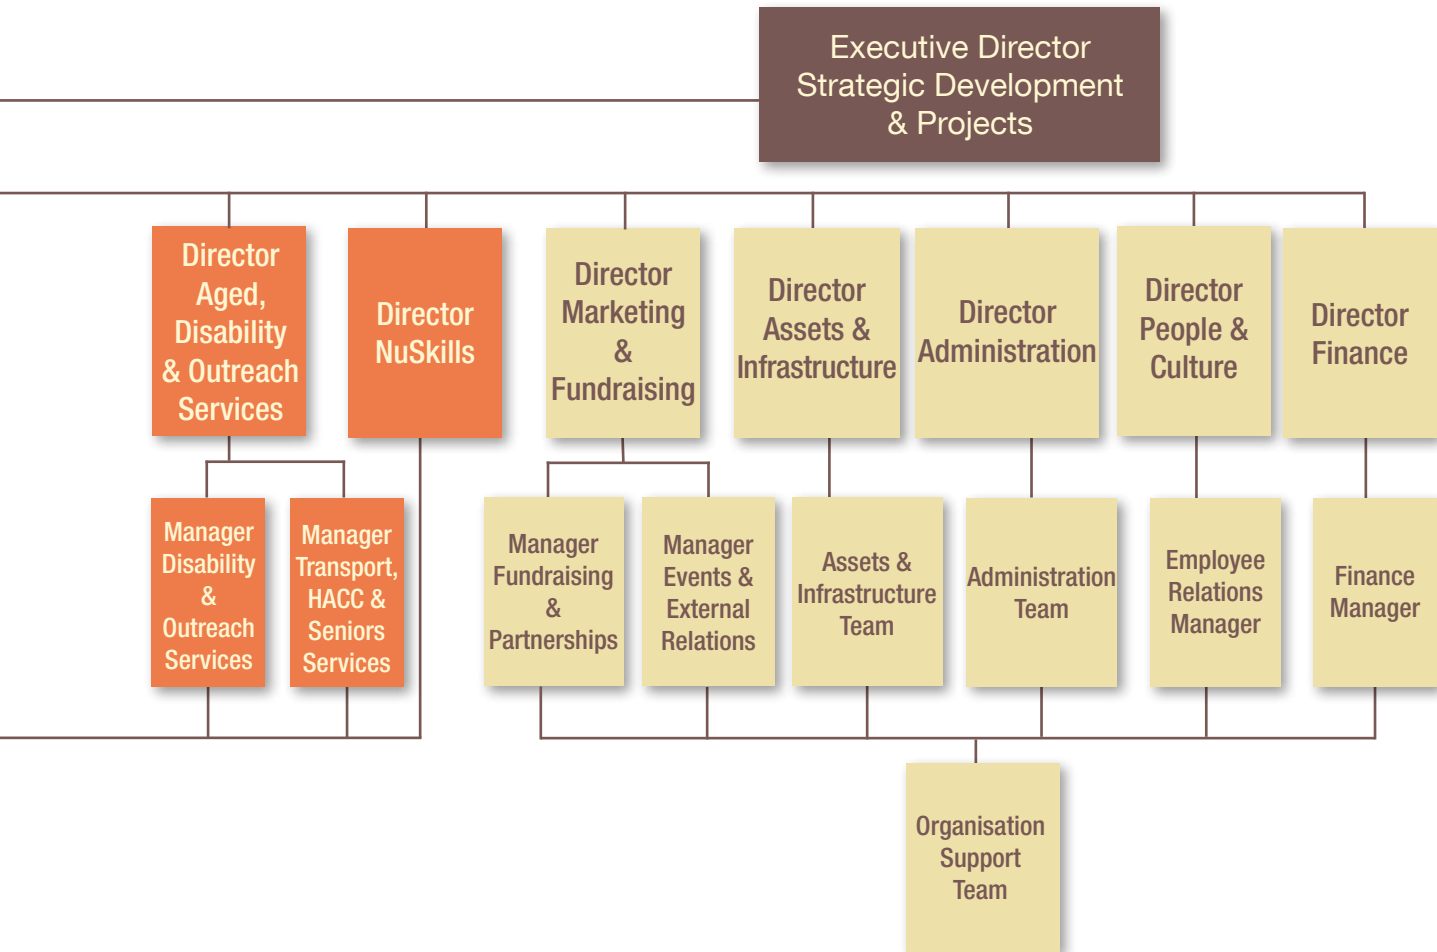 Executive Director
Strategic Development
& Projects
Director
Aged,
Disability
& Outreach
Services
Director
NuSkills
Director
Marketing
&
Fundraising
Director
Assets &
Infrastructure
Director
Administration
Director
People &
Culture
Director
Finance
Manager
Disability
&
Outreach
Services
Manager
Transport,
HACC &
Seniors
Services
Manager
Fundraising
&
Partnerships
Manager
Events &
External
Relations
Assets &
Infrastructure
Team
Administration
Team
Employee
Relations
Manager
Finance
Manager
Organisation
Support
Team